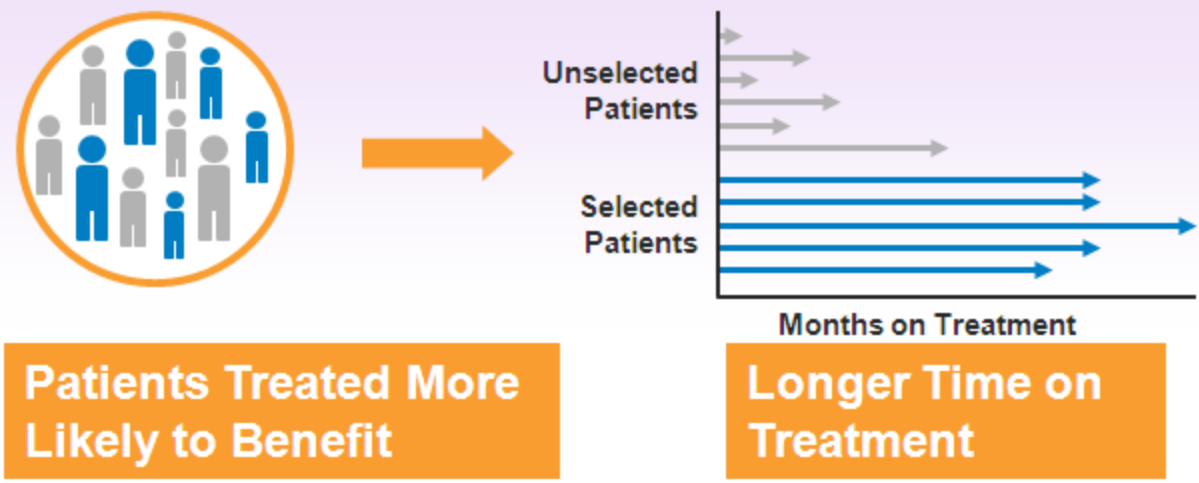 Unselected
Patients
Selected
Patients
Months on Treatment
Patients Treated More
Likely to Benefit
Longer Time on
Treatment